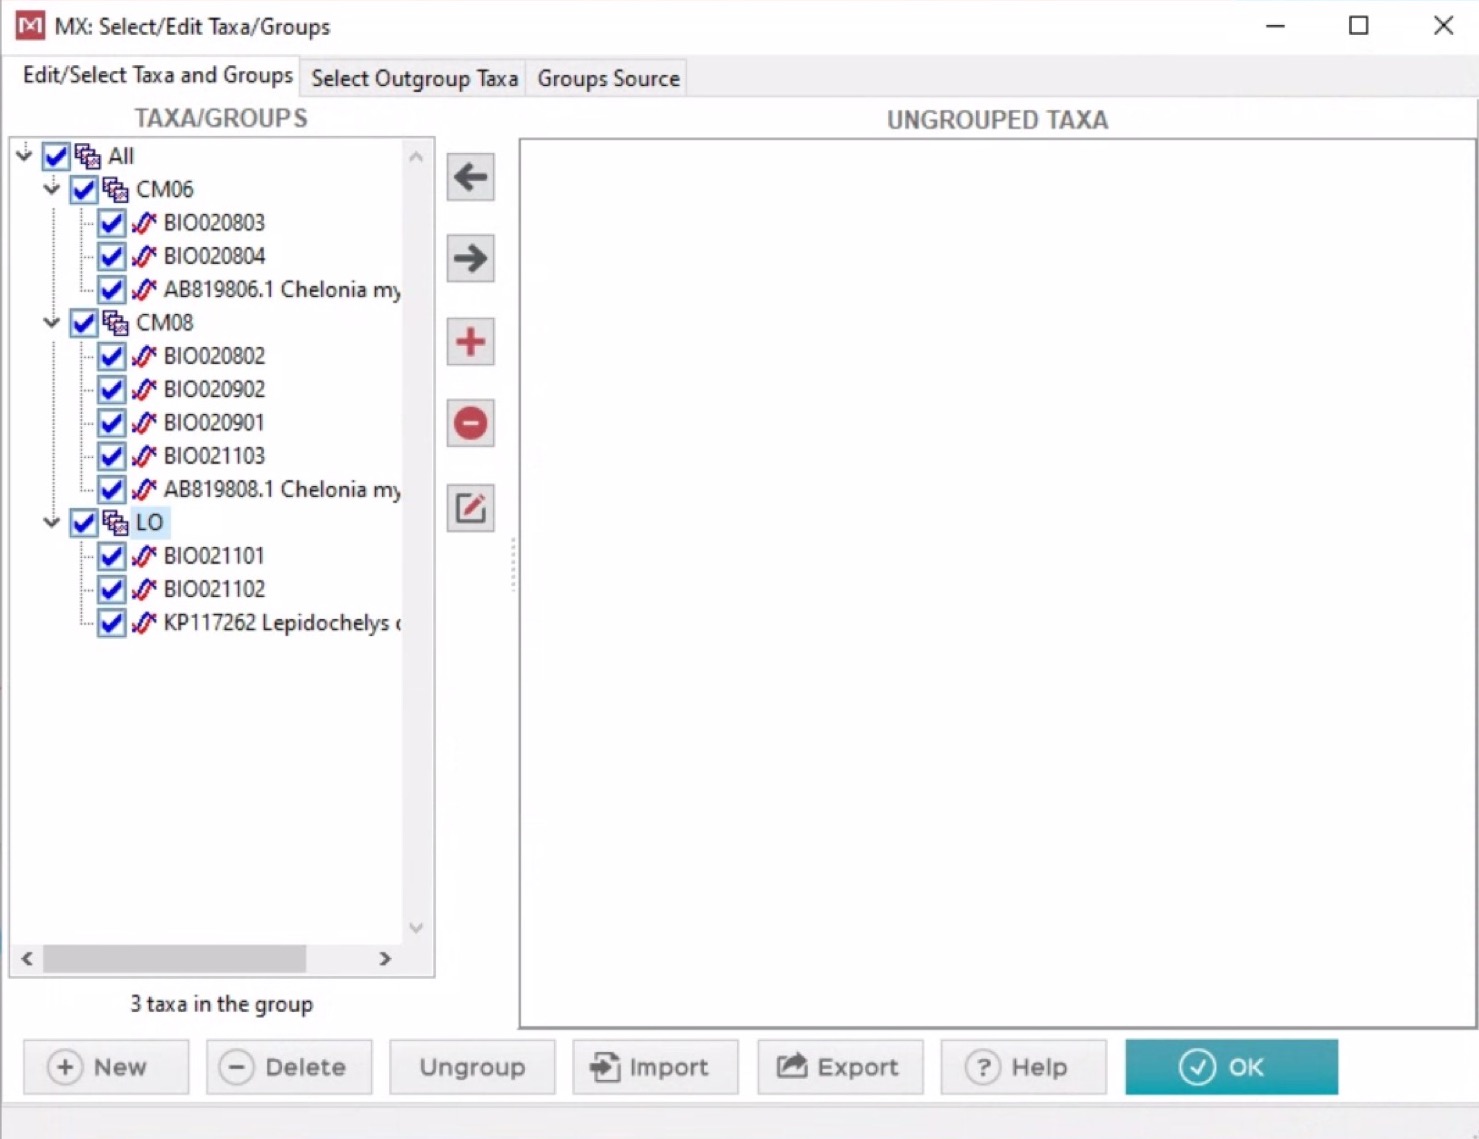 MX: Select/Edit Taxa/Groups
Edit/Select Taxa and Groups Select Outgroup Taxa Groups Source
TAXA/GROUPS
UNGROUPED TAXA
All
CM06
BIO020803
BIO020804
AB819806.1 Chelonia my
CM08
BIO020802
BIO020902
BIO020901
BIO021103
AB819808.1 Chelonia my
LO
BIO021101
BIO021102
KP117262 Lepidochelys
3 taxa in the group
New Delete Ungroup Import Export Help OK